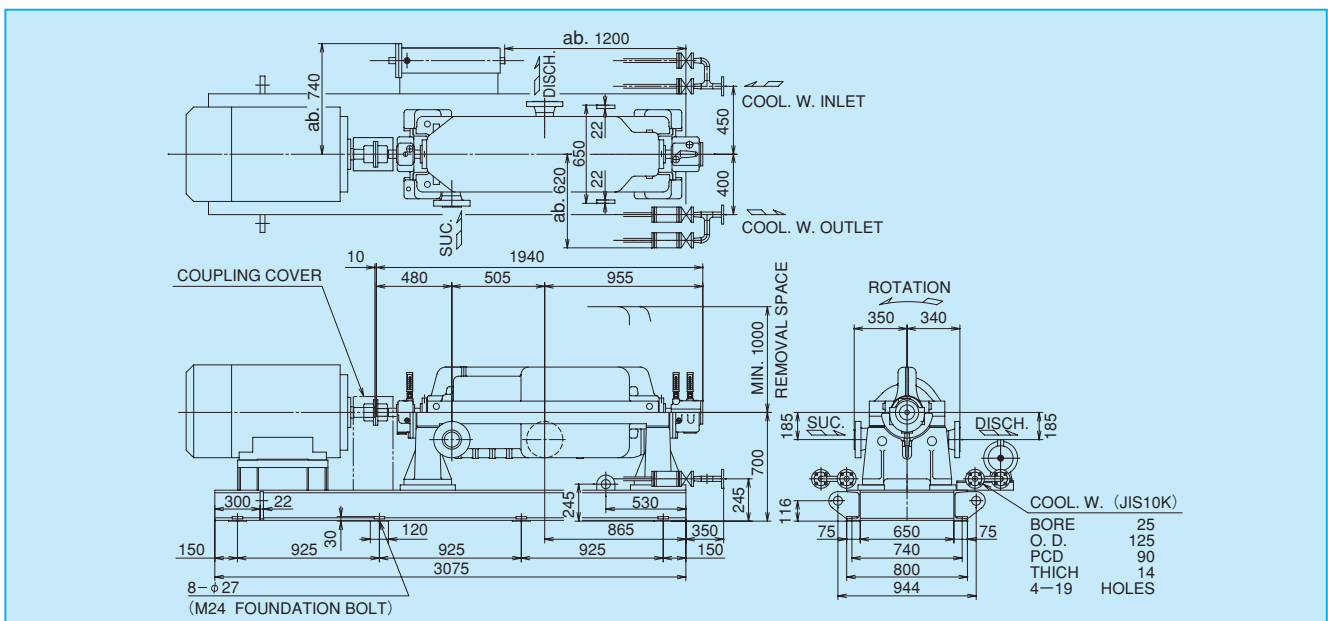 ab. 1200
ab. 740
DISCH.
COOL. W. INLET
22
650
450
22
ab. 620
400
SUC.
COOL. W. OUTLET
10
1940
COUPLING COVER
480
505
955
MIN. 1000
REMOVAL SPACE
ROTATION
350
340
185
SUC.
DISCH.
185
700
300
22
245
530
245
116
COOL. W. (JIS10K)
BORE 25
O. D. 125
PCD 90
THICH 14
4-19 HOLES
30
120
865
350
75
650
75
150
925
925
925
150
740
3075
800
8-φ27
944
(M24 FOUNDATION BOLT)